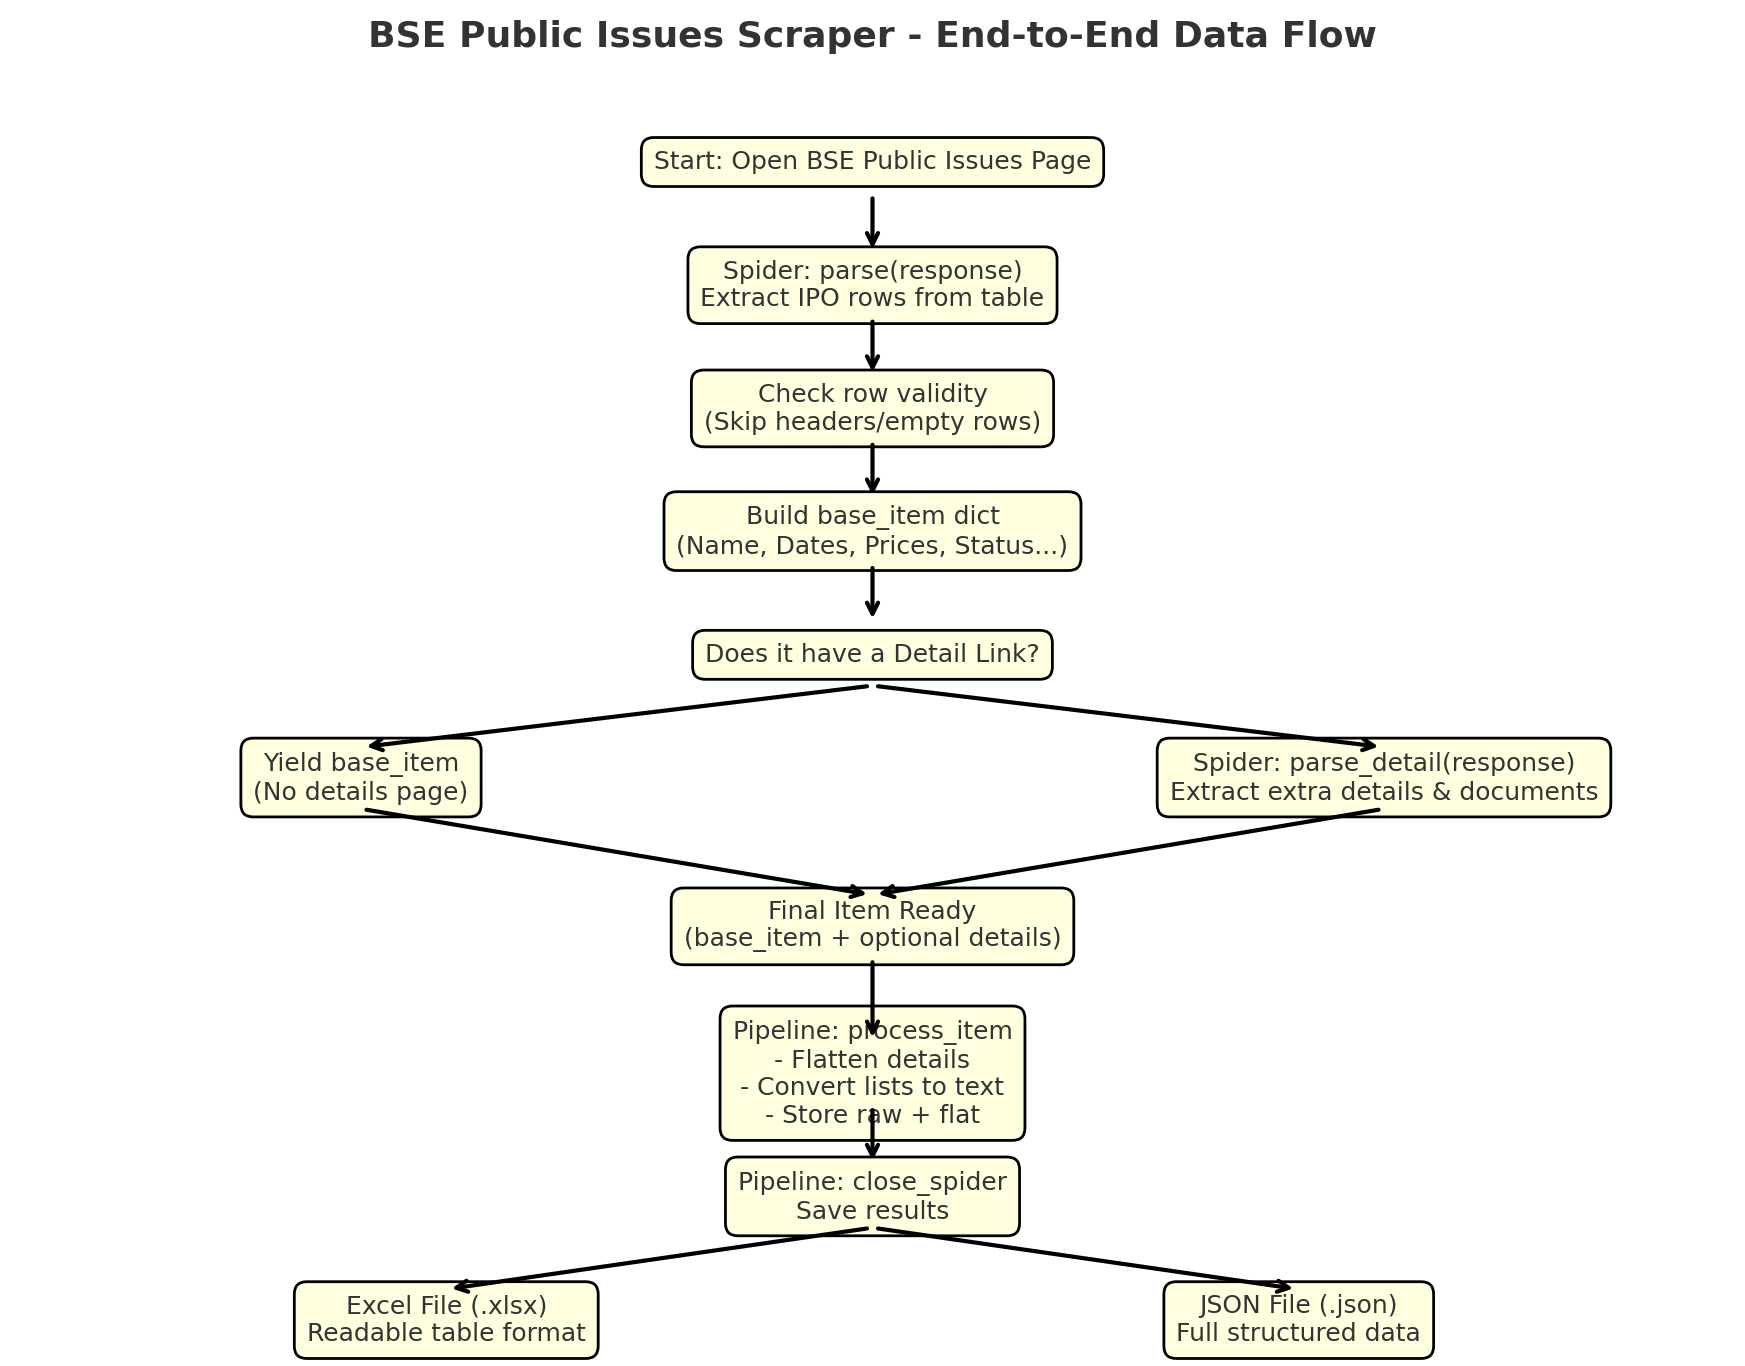 BSE Public Issues Scraper - End-to-End Data Flow
Start: Open BSE Public Issues Page
Spider: parse(response)
Extract IPO rows from table
Check row validity
(Skip headers/empty rows)
Build base_item dict
(Name, Dates, Prices, Status...)
Does it have a Detail Link?
Yield base_item
(No details page)
Spider: parse_detail(response)
Extract extra details & documents
Final Item Ready
(base_item + optional details)
Pipeline: process_item
- Flatten details
- Convert lists to text
- Store raw + flat
Pipeline: close_spider
Save results
Excel File (.xlsx)
Readable table format
JSON File (.json)
Full structured data